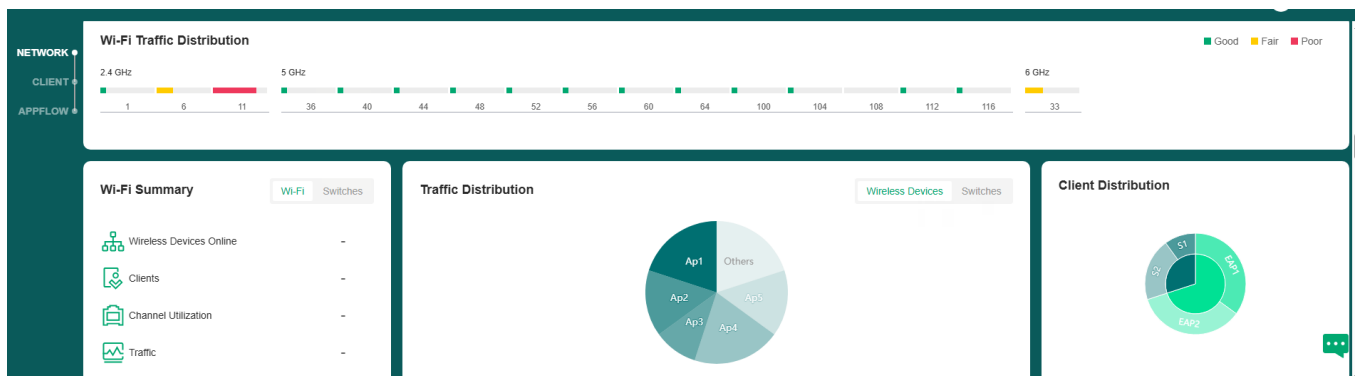 NETWORK
CLIENT
APPFLOW
Wi-Fi Traffic Distribution
Good Fair Poor
2.4 GHz 5 GHz 6 GHz
1 6 11 36 40 44 48 52 56 60 64 100 104 108 112 116 33
Wi-Fi Summary
Wi-Fi Switches
Wireless Devices Online -
Clients -
Channel Utilization -
Traffic -
Traffic Distribution
Wireless Devices Switches
Ap1 Others
Ap2 Ap5
Ap3 Ap4
Client Distribution
S1 EAP1
S2
EAP2